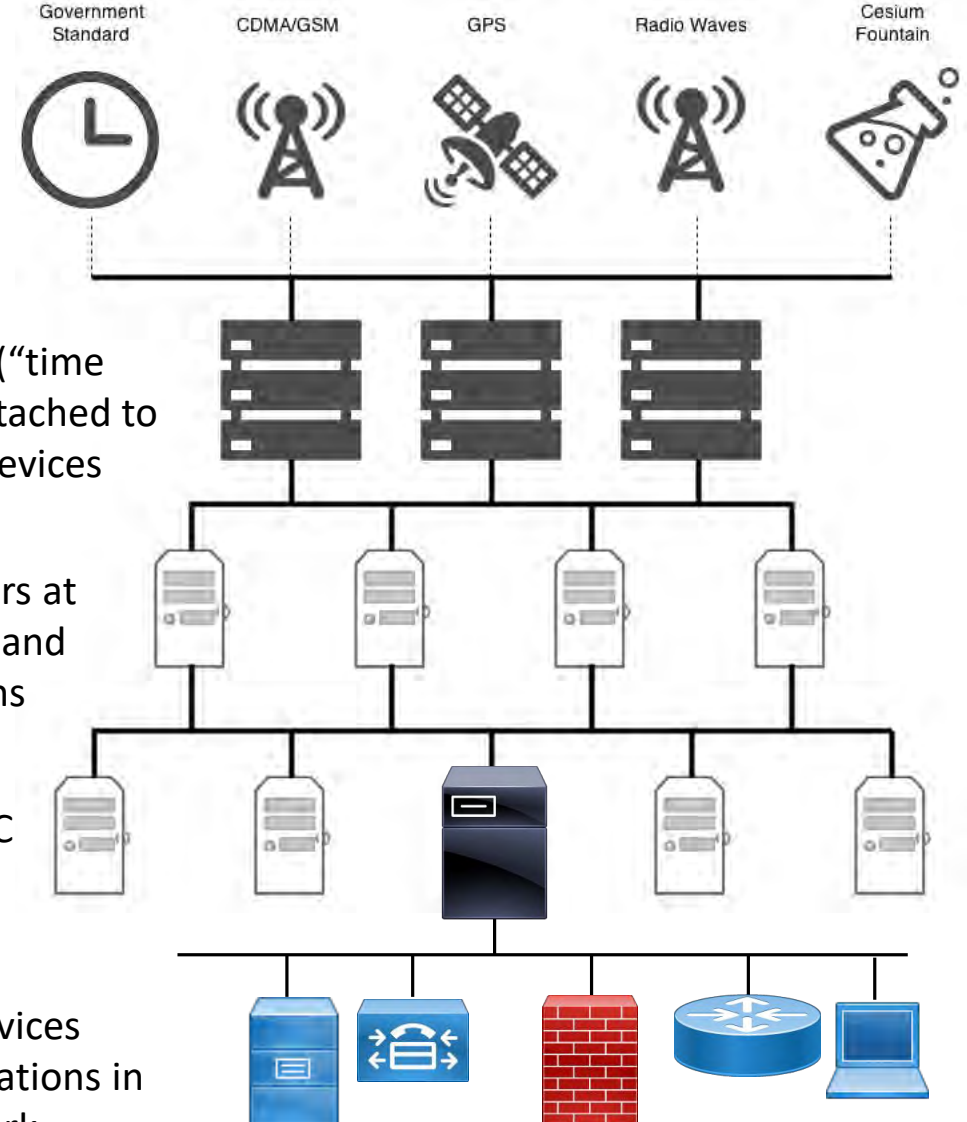 Government
Standard
CDMA/GSM
GPS
Radio Waves
Cesium
Fountain
(“time
tached to
evices
rs at
and
ns
C
vices
ations in